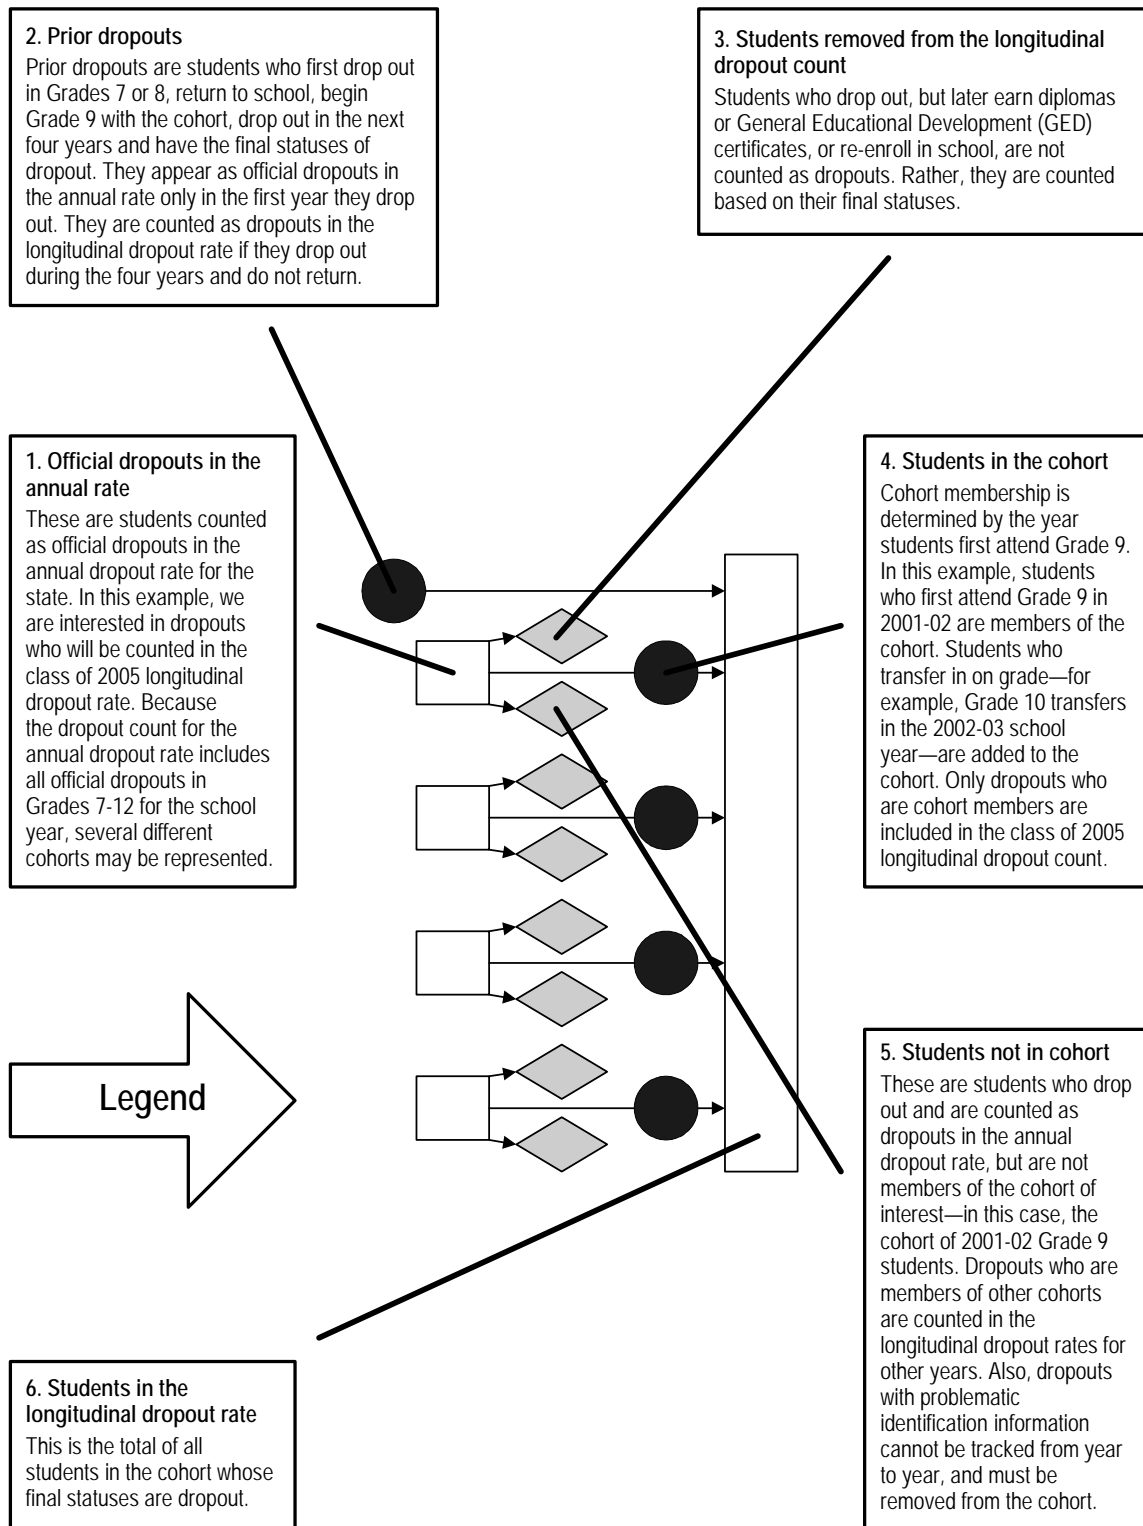 2. Prior dropouts
Prior dropouts are students who first drop out
in Grades 7 or 8, return to school, begin
Grade 9 with the cohort, drop out in the next
four years and have the final statuses of
dropout. They appear as official dropouts in
the annual rate only in the first year they drop
out. They are counted as dropouts in the
longitudinal dropout rate if they drop out
during the four years and do not return.
3. Students removed from the longitudinal
dropout count
Students who drop out, but later earn diplomas
or General Educational Development (GED)
certificates, or re-enroll in school, are not
counted as dropouts. Rather, they are counted
based on their final statuses.
1. Official dropouts in the
annual rate
These are students counted
as official dropouts in the
annual dropout rate for the
state. In this example, we
are interested in dropouts
who will be counted in the
class of 2005 longitudinal
dropout rate. Because
the dropout count for the
annual dropout rate includes
all official dropouts in
Grades 7-12 for the school
year, several different
cohorts may be represented.
4. Students in the cohort
Cohort membership is
determined by the year
students first attend Grade 9.
In this example, students
who first attend Grade 9 in
2001-02 are members of the
cohort. Students who
transfer in on grade—for
example, Grade 10 transfers
in the 2002-03 school
year—are added to the
cohort. Only dropouts who
are cohort members are
included in the class of 2005
longitudinal dropout count.
Legend
5. Students not in cohort
These are students who drop
out and are counted as
dropouts in the annual
dropout rate, but are not
members of the cohort of
interest—in this case, the
cohort of 2001-02 Grade 9
students. Dropouts who are
members of other cohorts
are counted in the
longitudinal dropout rates for
other years. Also, dropouts
with problematic
identification information
cannot be tracked from year
to year, and must be
removed from the cohort.
6. Students in the
longitudinal dropout rate
This is the total of all
students in the cohort whose
final statuses are dropout.